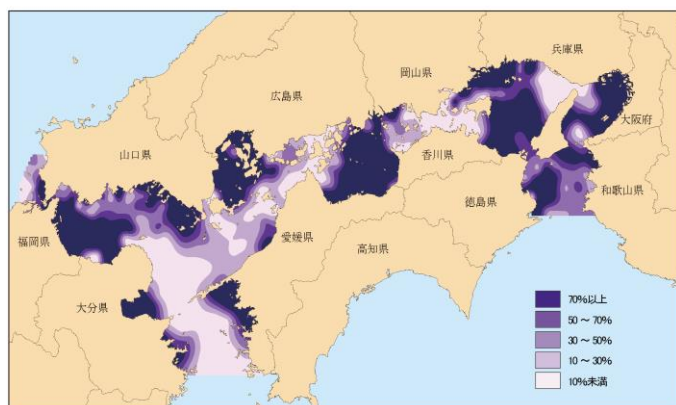 兵庫県
岡山県
広島県
大阪府
山口県
香川県
和歌山県
徳島県
福岡県
愛媛県
高知県
大分県
70%以上
50～70%
30～50%
10～30%
10%未満